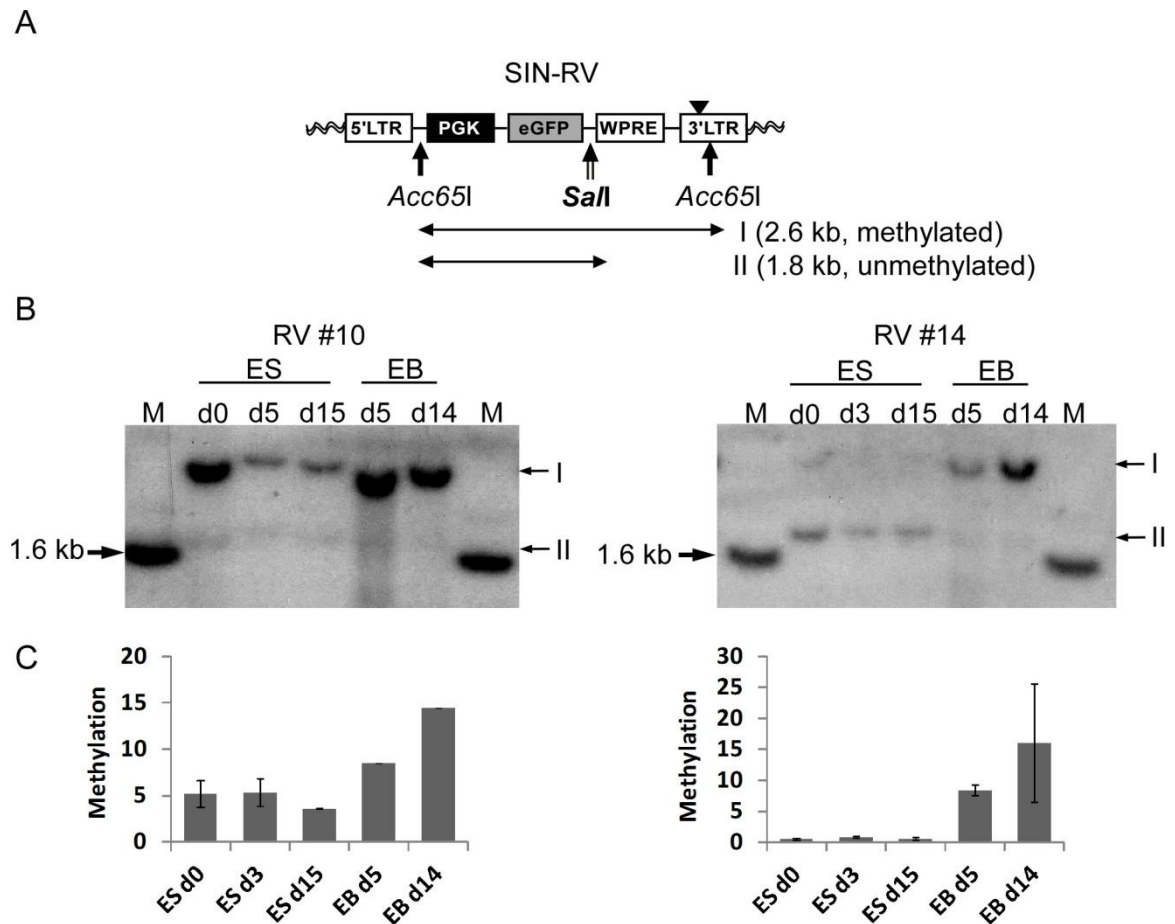 A
SIN-RV
5'LTR PGK eGFP WPRE 3'LTR
Acc65I SalI Acc65I
I (2.6 kb, methylated)
II (1.8 kb, unmethylated)
B
RV #10 RV #14
ES EB ES EB
M d0 d5 d15 d5 d14 M M d0 d3 d15 d5 d14 M
I I
1.6 kb II 1.6 kb II
C
Methylation
20
15
10
5
0
ES d0 ES d3 ES d15 EB d5 EB d14
Methylation
30
25
20
15
10
5
0
ES d0 ES d3 ES d15 EB d5 EB d14